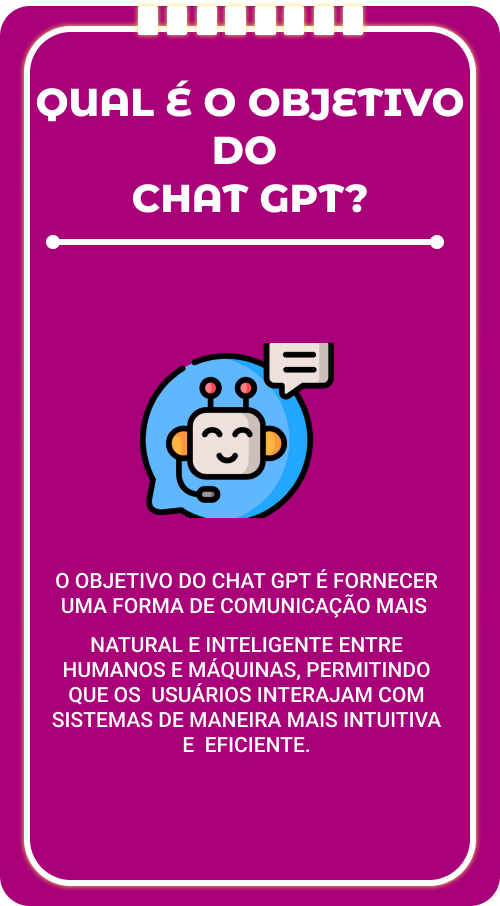 QUAL É O OBJETIVO
DO
CHAT GPT?
O OBJETIVO DO CHAT GPT É FORNECER
UMA FORMA DE COMUNICAÇÃO MAIS
NATURAL E INTELIGENTE ENTRE
HUMANOS E MÁQUINAS, PERMITINDO
QUE OS USUÁRIOS INTERAJAM COM
SISTEMAS DE MANEIRA MAIS INTUITIVA
E EFICIENTE.